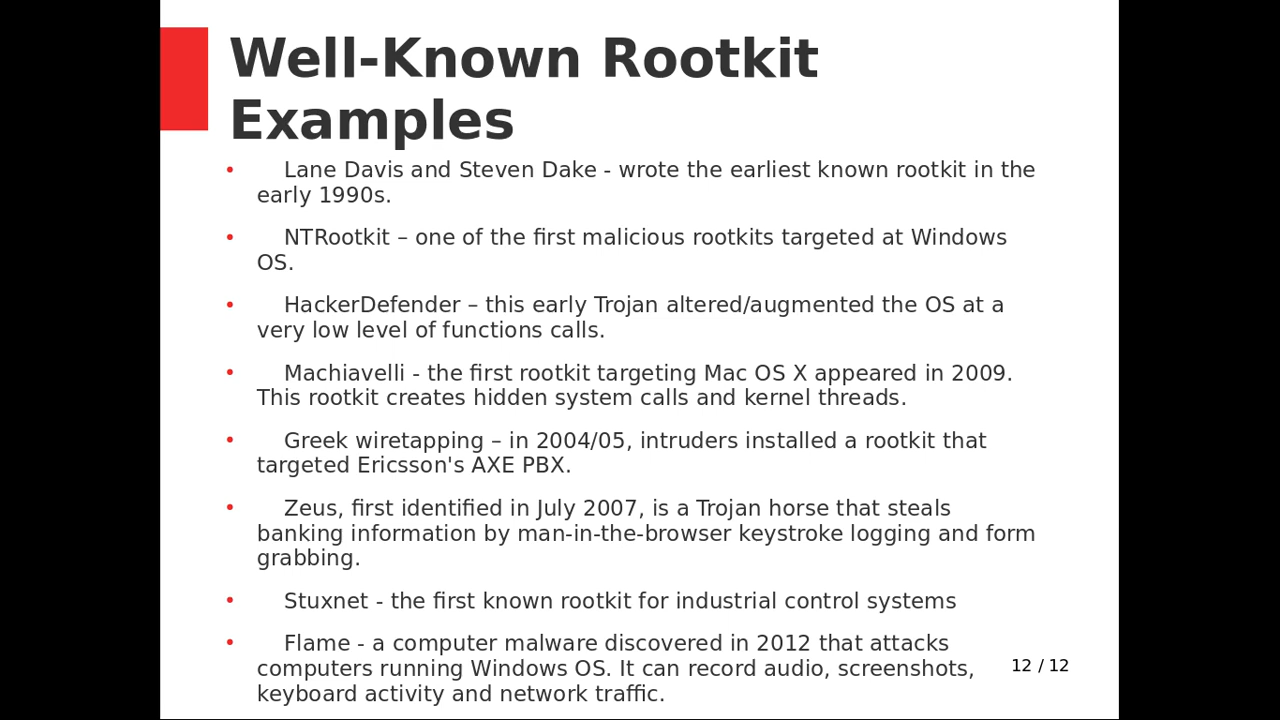 Well-Known Rootkit
Examples
• Lane Davis and Steven Dake - wrote the earliest known rootkit in the
early 1990s.
• NTRootkit – one of the first malicious rootkits targeted at Windows
OS.
• HackerDefender – this early Trojan altered/augmented the OS at a
very low level of functions calls.
• Machiavelli - the first rootkit targeting Mac OS X appeared in 2009.
This rootkit creates hidden system calls and kernel threads.
• Greek wiretapping – in 2004/05, intruders installed a rootkit that
targeted Ericsson's AXE PBX.
• Zeus, first identified in July 2007, is a Trojan horse that steals
banking information by man-in-the-browser keystroke logging and form
grabbing.
• Stuxnet - the first known rootkit for industrial control systems
• Flame - a computer malware discovered in 2012 that attacks
computers running Windows OS. It can record audio, screenshots,
keyboard activity and network traffic.
12 / 12